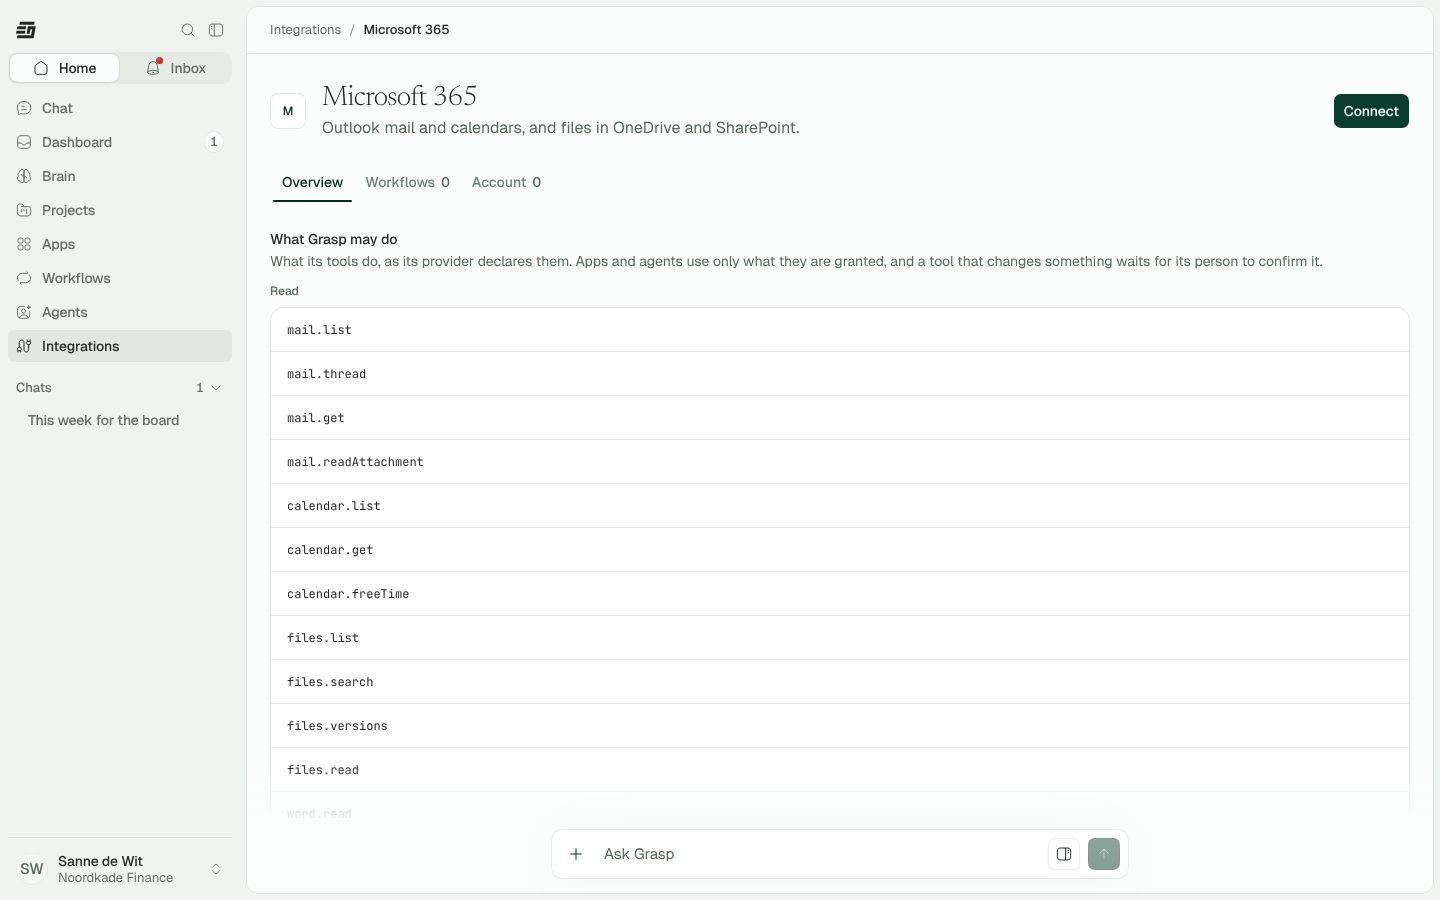 Integrations / Microsoft 365
Home
Inbox
Chat
Dashboard 1
Brain
Projects
Apps
Workflows
Agents
Integrations
Chats 1
This week for the board
SW
Sanne de Wit
Noordkade Finance
M
Microsoft 365
Outlook mail and calendars, and files in OneDrive and SharePoint.
Connect
Overview Workflows 0 Account 0
What Grasp may do
What its tools do, as its provider declares them. Apps and agents use only what they are granted, and a tool that changes something waits for its person to confirm it.
Read
mail.list
mail.thread
mail.get
mail.readAttachment
calendar.list
calendar.get
calendar.freeTime
files.list
files.search
files.versions
files.read
word.read
Ask Grasp